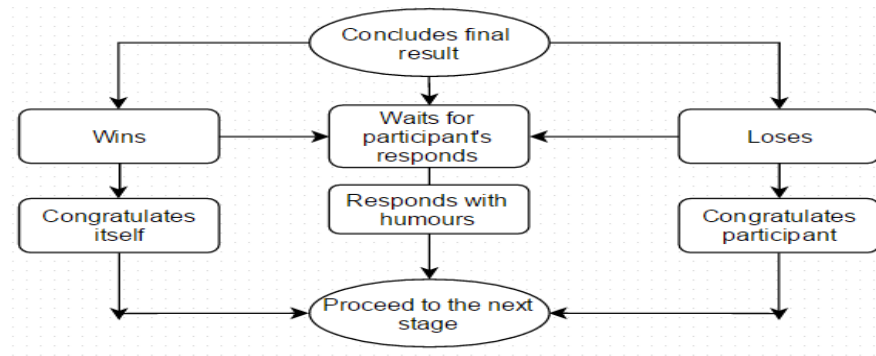 Concludes final
result
Wins
Waits for
participant's
responds
Loses
Congratulates
itself
Responds with
humours
Congratulates
participant
Proceed to the next
stage